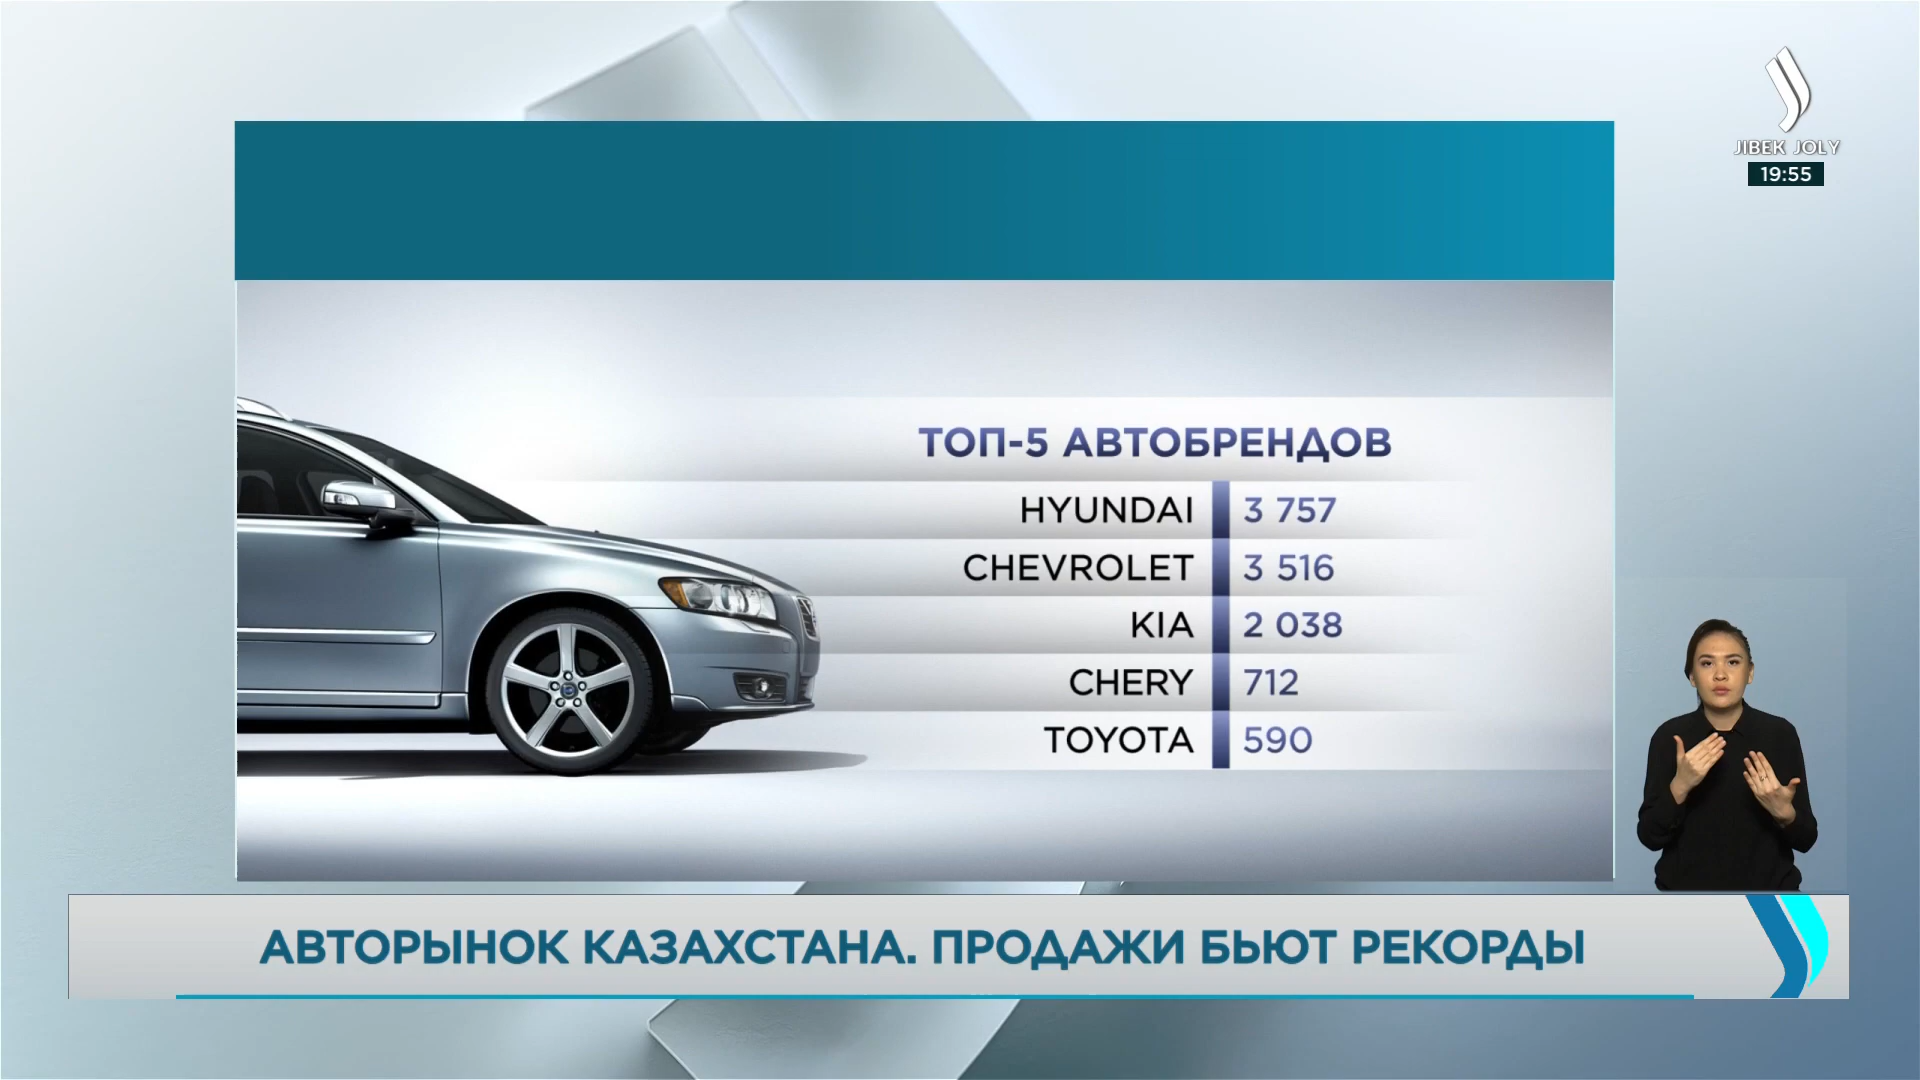 JIBEK JOLY
19:55
ТОП-5 АВТОБРЕНДОВ
HYUNDAI 3 757
CHEVROLET 3 516
KIA 2 038
CHERY 712
TOYOTA 590
АВТОРЫНОК КАЗАХСТАНА. ПРОДАЖИ БЬЮТ РЕКОРДЫ